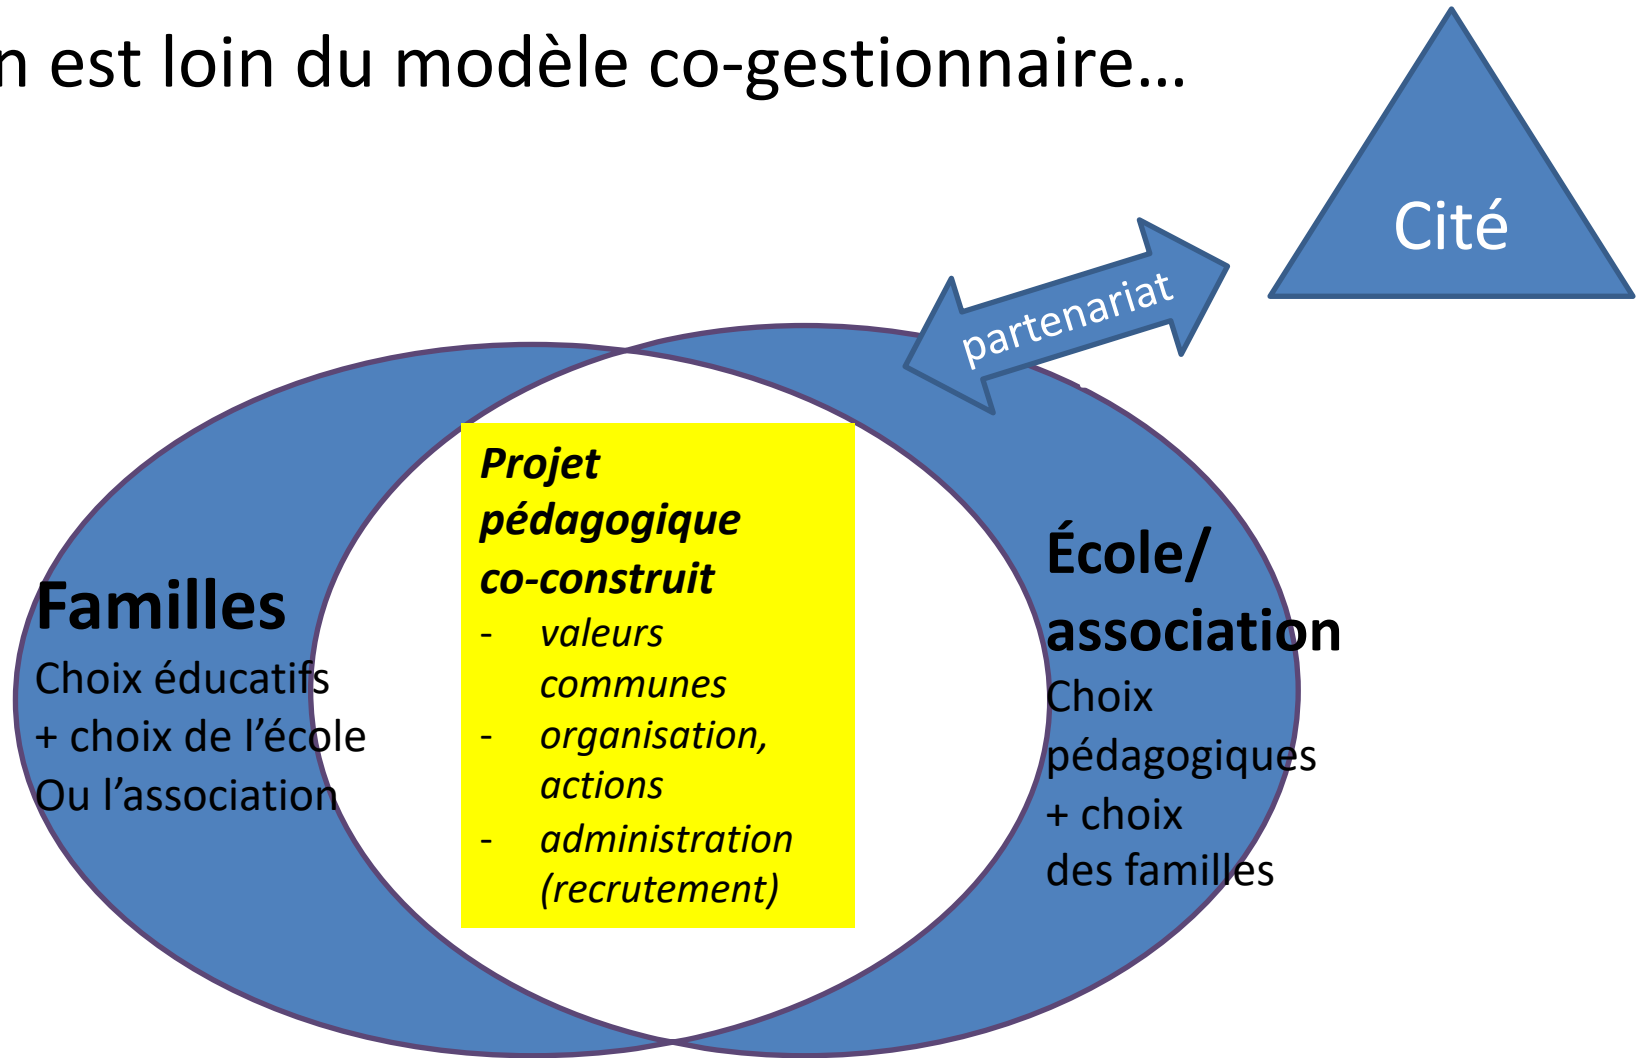 n est loin du modèle co-gestionnaire…
Cité
partenariat
Projet
pédagogique
co-construit
- valeurs
communes
- organisation,
actions
- administration
(recrutement)
Familles
Choix éducatifs
+ choix de l’école
Ou l’association
École/
association
Choix
pédagogiques
+ choix
des familles